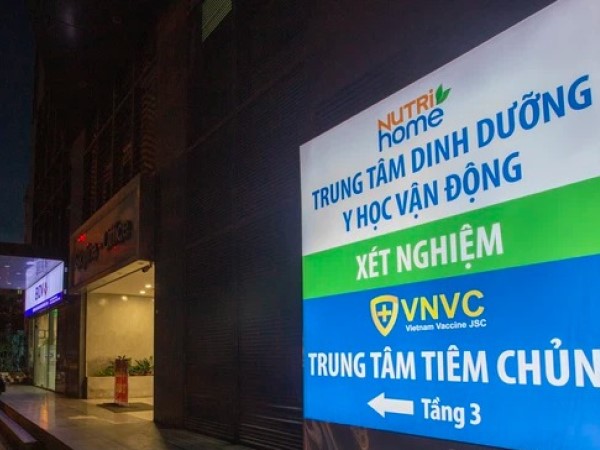 NUTRi
home
TRUNG TÂM DINH DƯỠNG
Y HỌC VẬN ĐỘNG
XÉT NGHIỆM
VNVC
Vietnam Vaccine JSC
TRUNG TÂM TIÊM CHỦN
Tầng 3